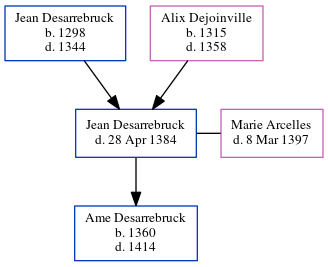 Jean Desarrebruck
b. 1298
d. 1344
Alix Dejoinville
b. 1315
d. 1358
Jean Desarrebruck
d. 28 Apr 1384
Marie Arcelles
d. 8 Mar 1397
Ame Desarrebruck
b. 1360
d. 1414